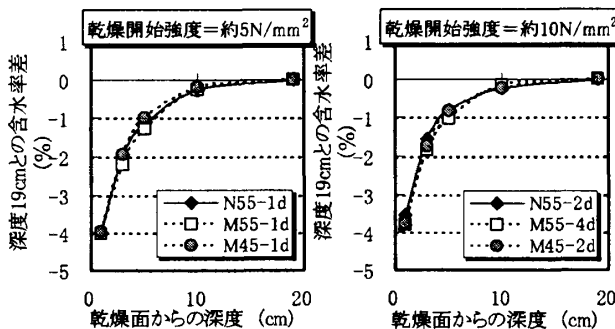 乾燥開始強度=約5N/mm²
1
0
-1
-2
-3
-4
-5
深度19cmとの含水率差
(%)
N55-1d
M55-1d
M45-1d
0
10
20
乾燥面からの深度 (cm)
乾燥開始強度=約10N/mm²
1
0
-1
-2
-3
-4
-5
深度19cmとの含水率差
(%)
N55-2d
M55-4d
M45-2d
0
10
20
乾燥面からの深度 (cm)